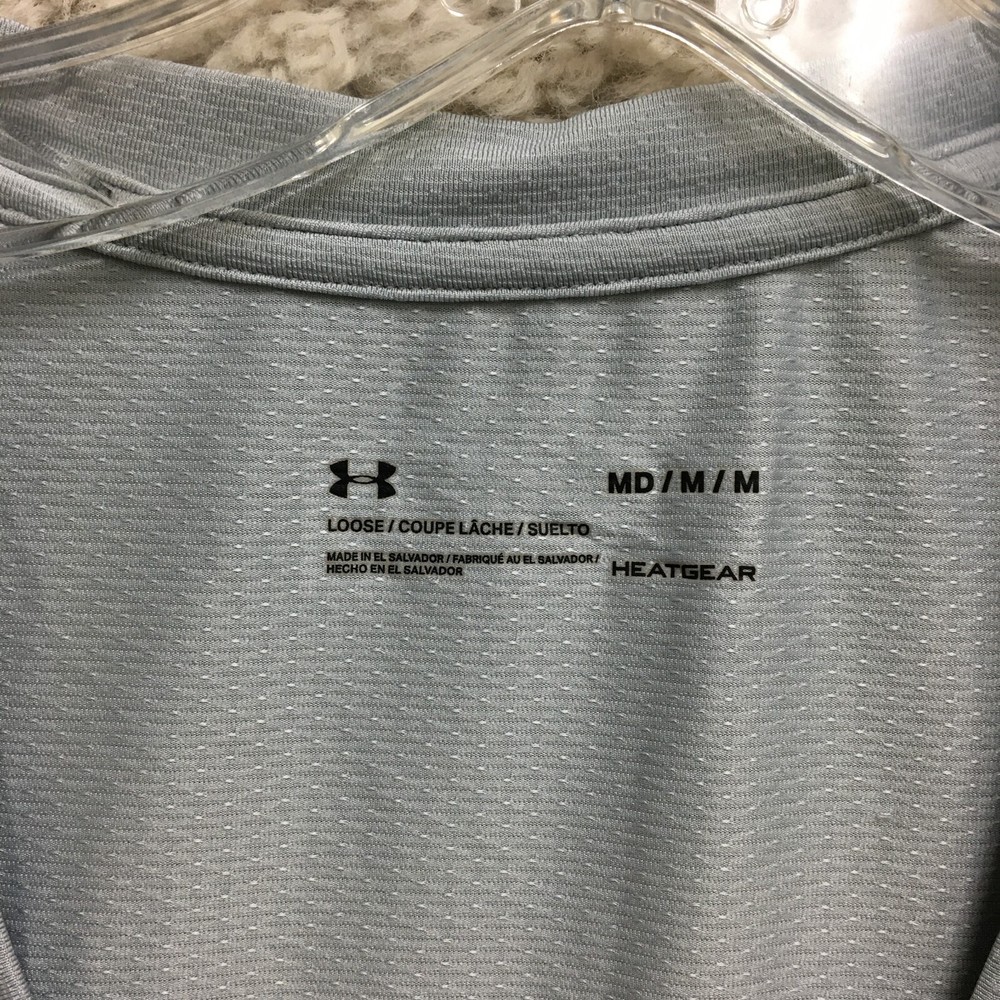 MD / M / M
LOOSE / COUPE LÂCHE / SUELTO
MADE IN EL SALVADOR / FABRIQUÉ AU EL SALVADOR /
HECHO EN EL SALVADOR
HEATGEAR